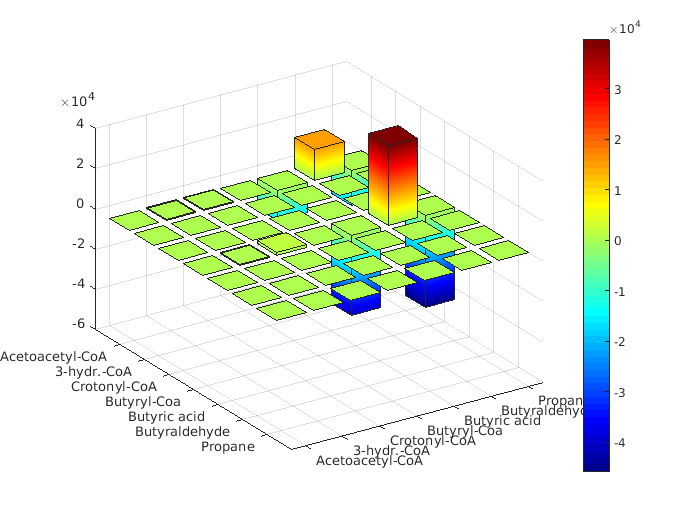 ×10^4
×10^4
4
2
0
-2
-4
-6
3
2
1
0
-1
-2
-3
-4
Acetoacetyl-CoA
3-hydr.-CoA
Crotonyl-CoA
Butyryl-Coa
Butyric acid
Butyraldehyde
Propane
Propan
Butyraldehyd
Butyric acid
Butyryl-Coa
Crotonyl-CoA
3-hydr.-CoA
Acetoacetyl-CoA